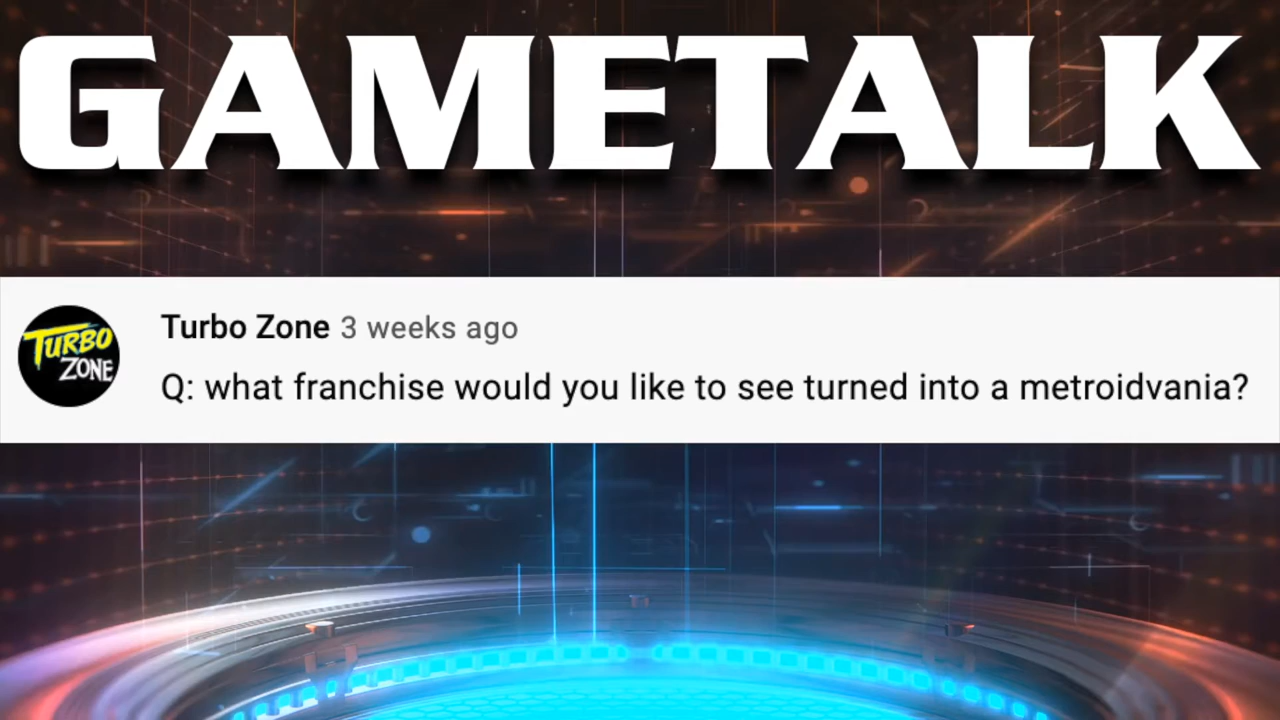 GAMETALK
TURBO
ZONE
Turbo Zone 3 weeks ago
Q: what franchise would you like to see turned into a metroidvania?